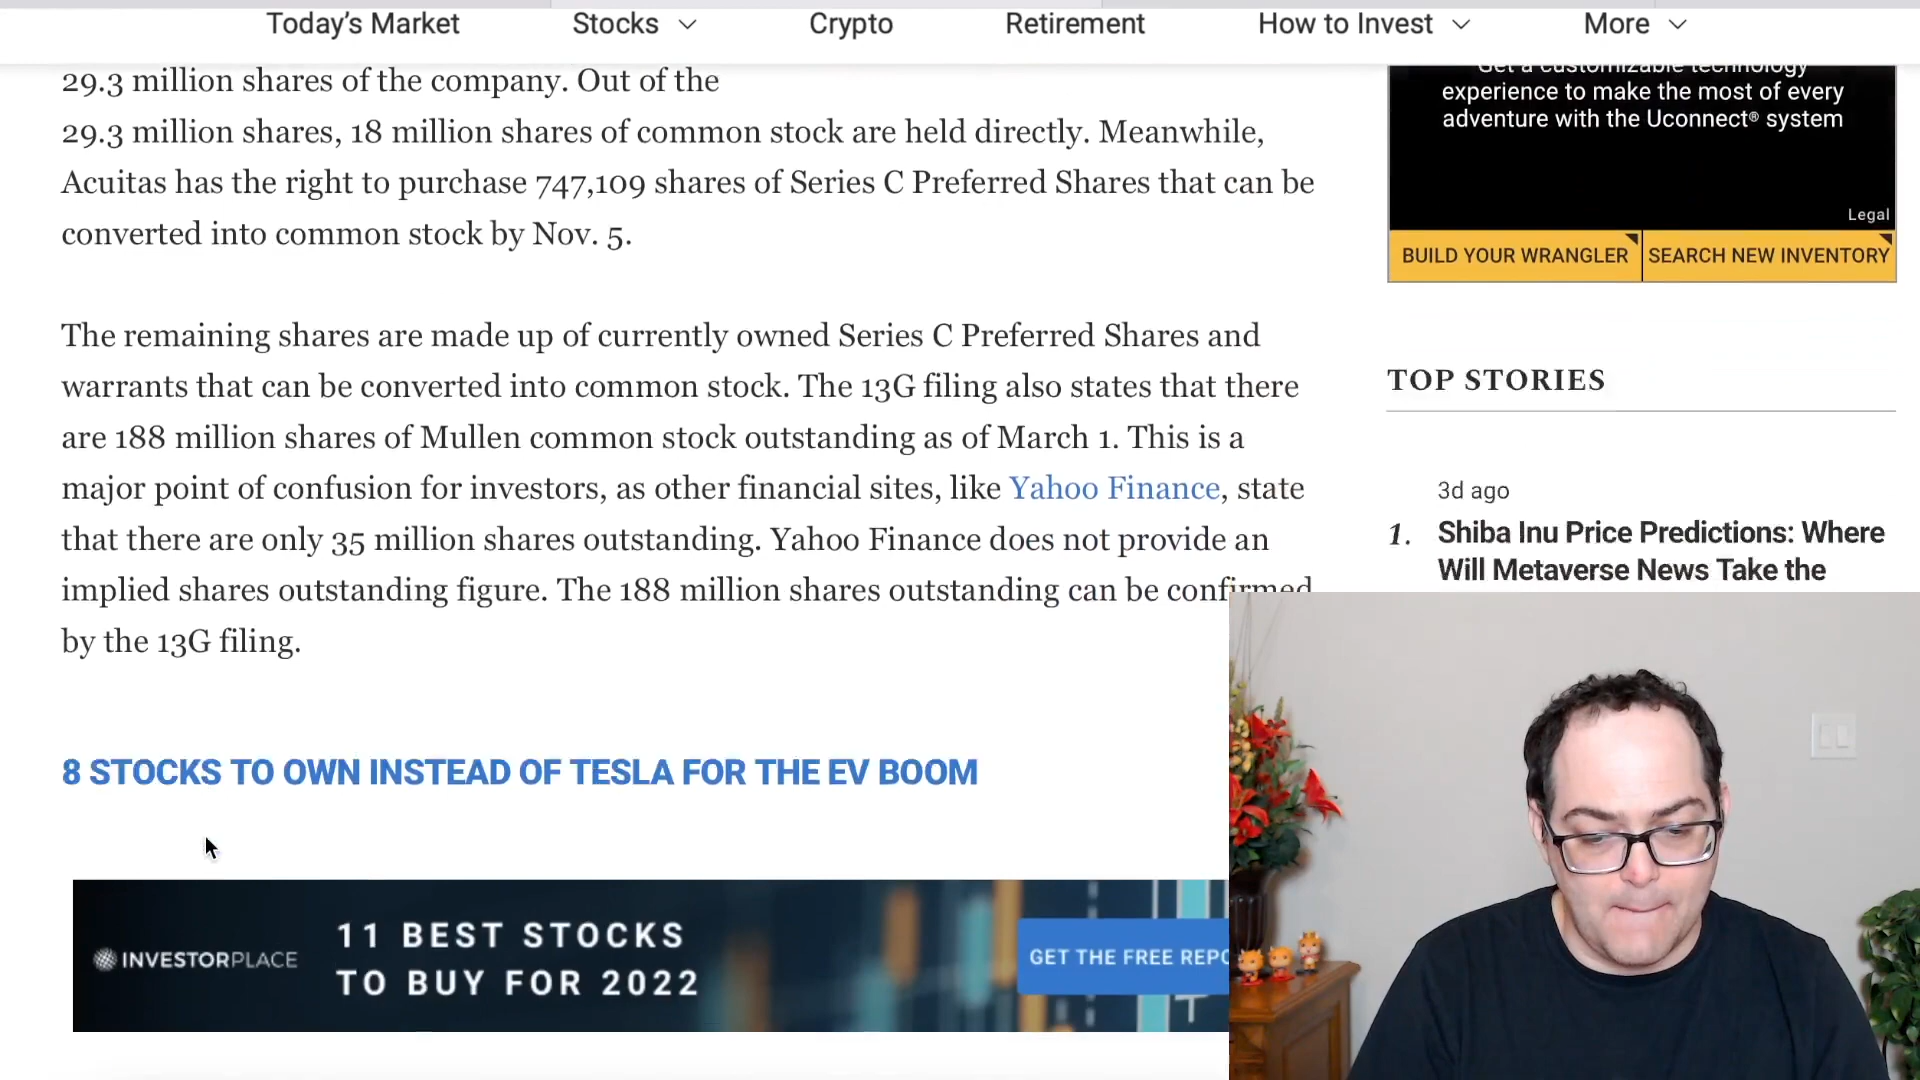 Today's Market
Stocks
Crypto
Retirement
How to Invest
More
29.3 million shares of the company. Out of the
29.3 million shares, 18 million shares of common stock are held directly. Meanwhile,
Acuitas has the right to purchase 747,109 shares of Series C Preferred Shares that can be
converted into common stock by Nov. 5.
The remaining shares are made up of currently owned Series C Preferred Shares and
warrants that can be converted into common stock. The 13G filing also states that there
are 188 million shares of Mullen common stock outstanding as of March 1. This is a
major point of confusion for investors, as other financial sites, like Yahoo Finance, state
that there are only 35 million shares outstanding. Yahoo Finance does not provide an
implied shares outstanding figure. The 188 million shares outstanding can be confirmed
by the 13G filing.
8 STOCKS TO OWN INSTEAD OF TESLA FOR THE EV BOOM
INVESTORPLACE
11 BEST STOCKS
TO BUY FOR 2022
GET THE FREE REPO
Get a customizable technology
experience to make the most of every
adventure with the Uconnect® system
Legal
BUILD YOUR WRANGLER
SEARCH NEW INVENTORY
TOP STORIES
3d ago
1. Shiba Inu Price Predictions: Where
Will Metaverse News Take the